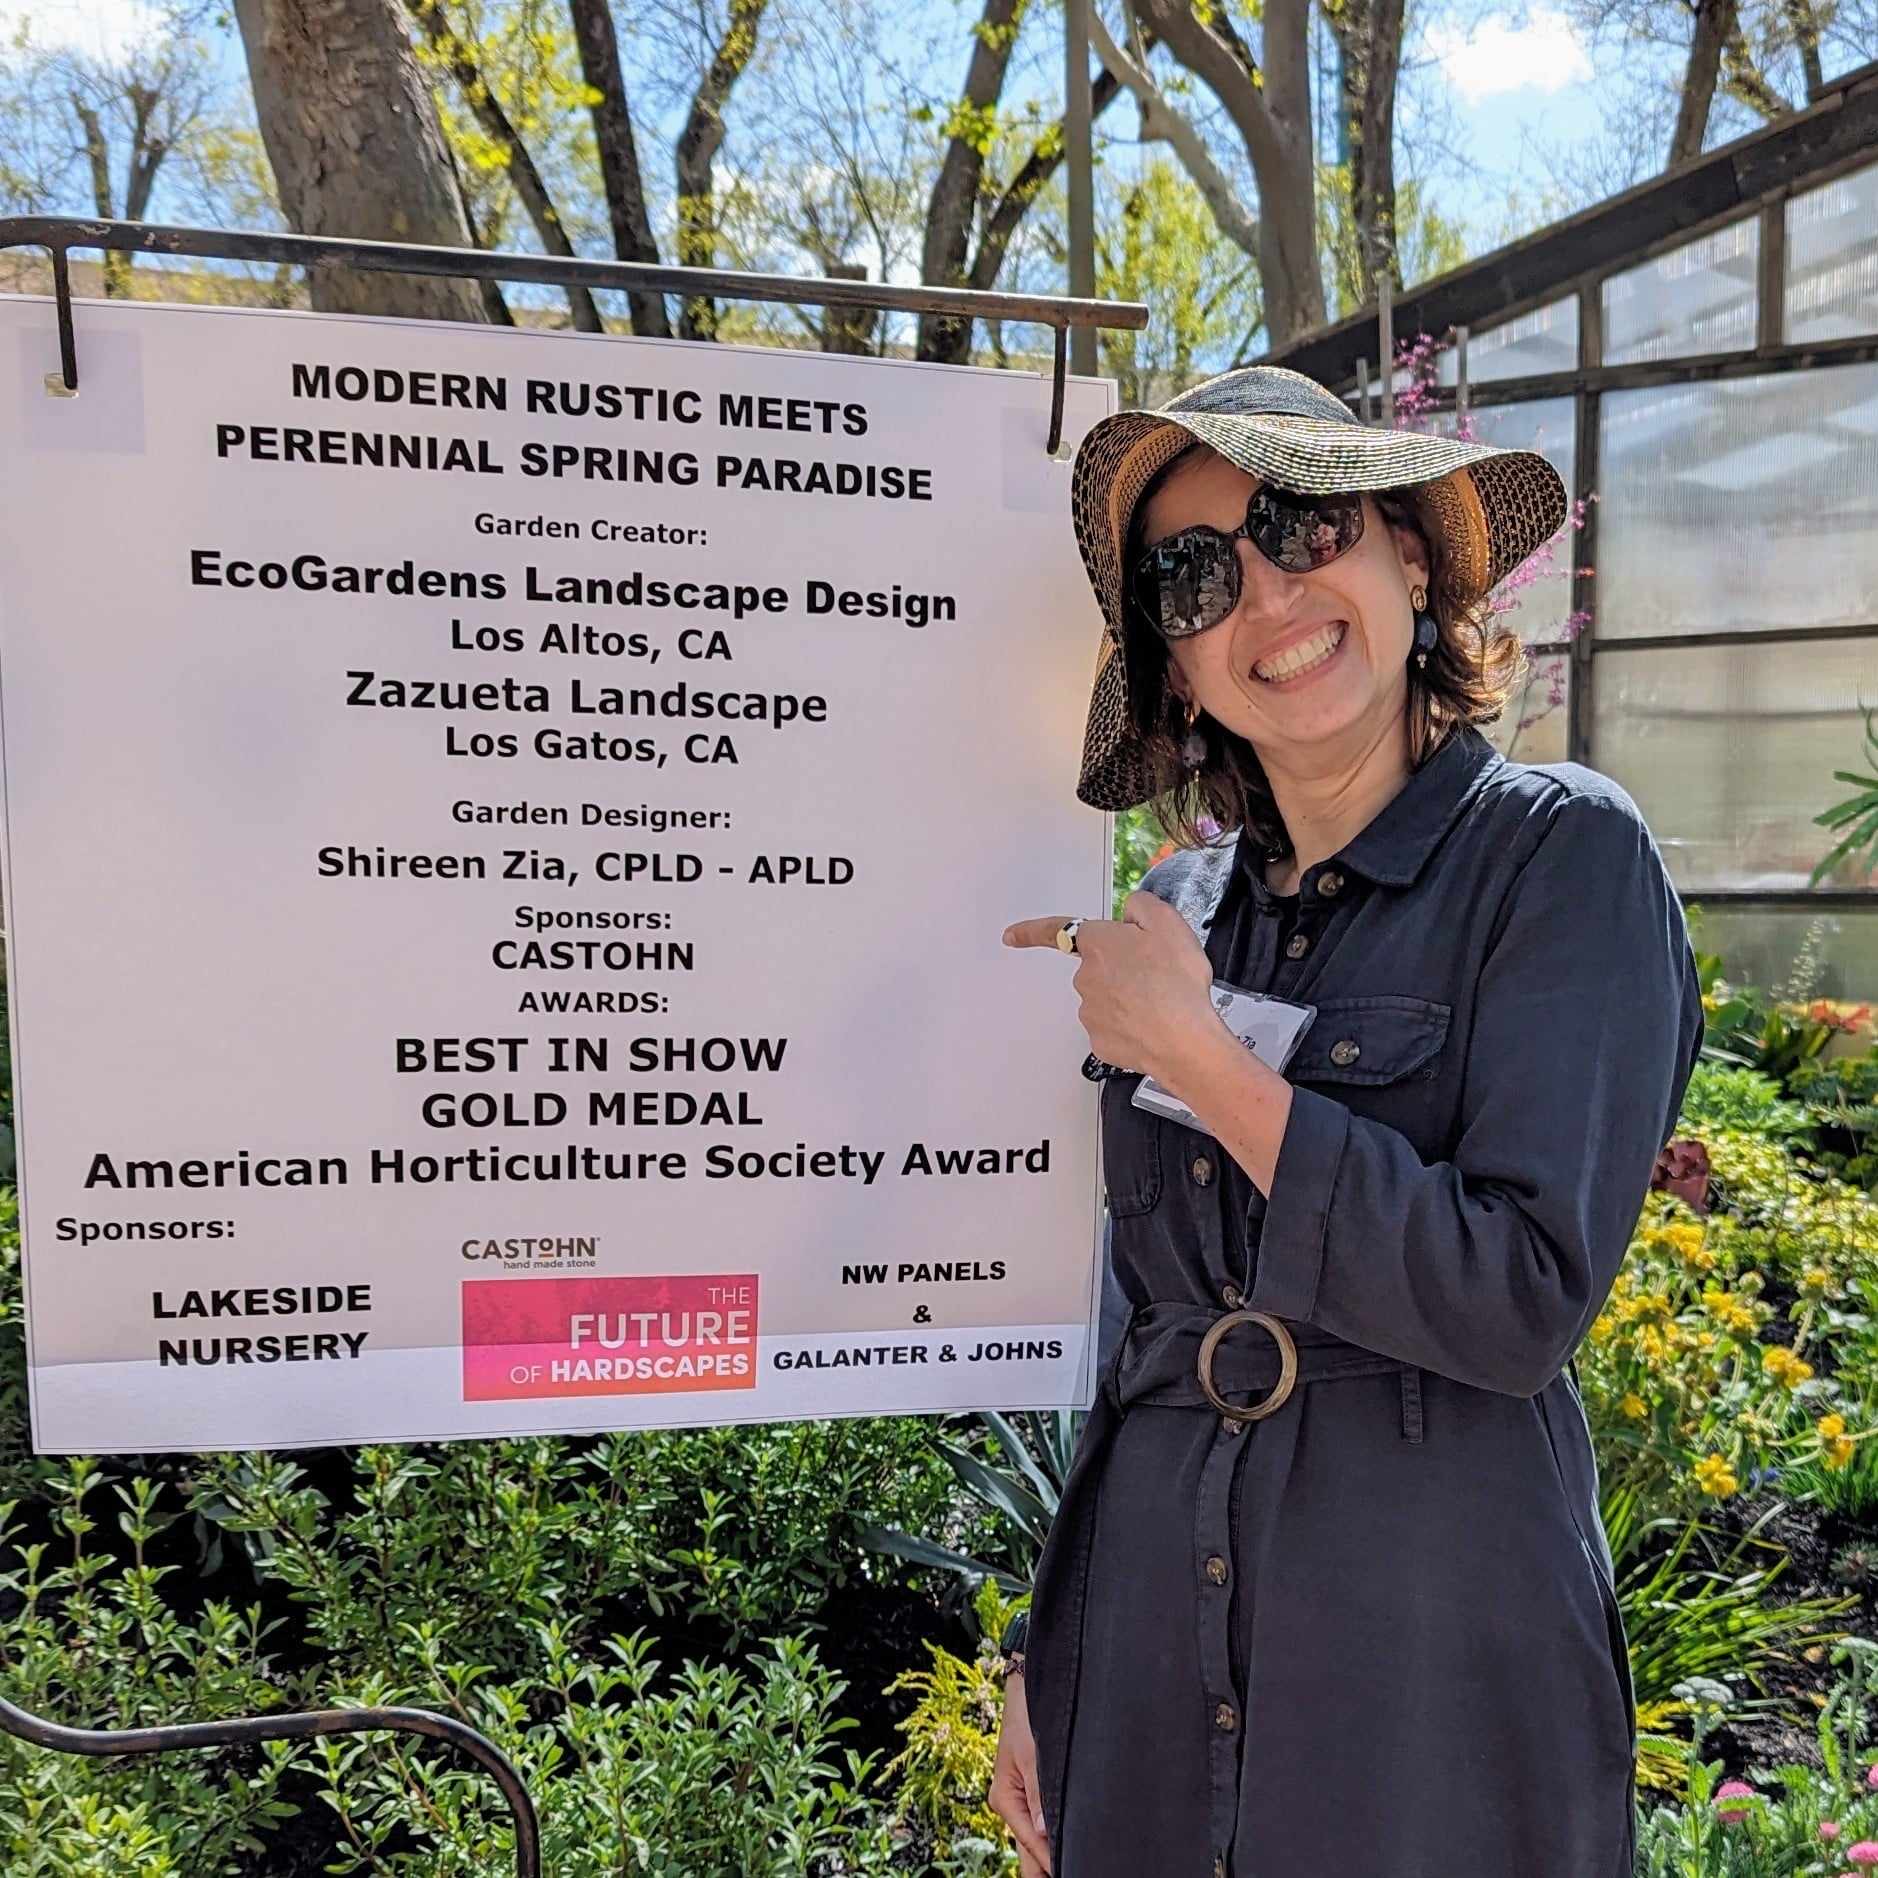 MODERN RUSTIC MEETS
PERENNIAL SPRING PARADISE
Garden Creator:
EcoGardens Landscape Design
Los Altos, CA
Zazueta Landscape
Los Gatos, CA
Garden Designer:
Shireen Zia, CPLD - APLD
Sponsors:
CASTOHN
AWARDS:
BEST IN SHOW
GOLD MEDAL
American Horticulture Society Award
Sponsors:
LAKESIDE
NURSERY
CASTOHN
hand made stone
THE
FUTURE
OF HARDSCAPES
NW PANELS
&
GALANTER & JOHNS
Zia